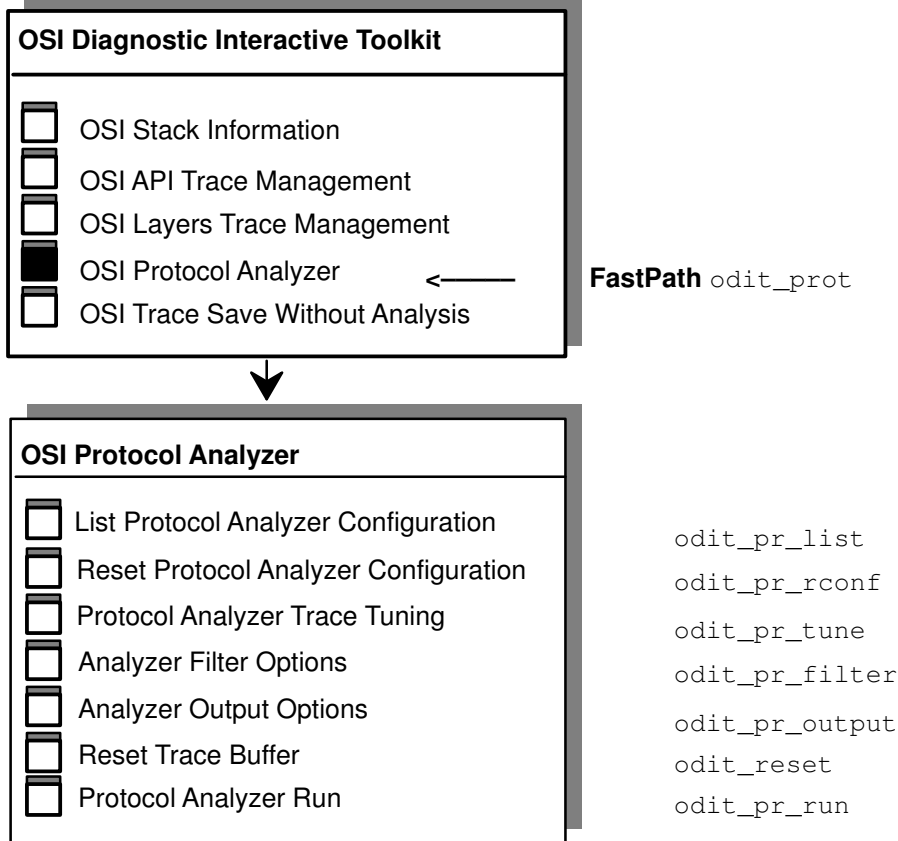 OSI Diagnostic Interactive Toolkit
OSI Stack Information
OSI API Trace Management
OSI Layers Trace Management
OSI Protocol Analyzer <——— FastPath odit_prot
OSI Trace Save Without Analysis
OSI Protocol Analyzer
List Protocol Analyzer Configuration odit_pr_list
Reset Protocol Analyzer Configuration odit_pr_rconf
Protocol Analyzer Trace Tuning odit_pr_tune
Analyzer Filter Options odit_pr_filter
Analyzer Output Options odit_pr_output
Reset Trace Buffer odit_reset
Protocol Analyzer Run odit_pr_run